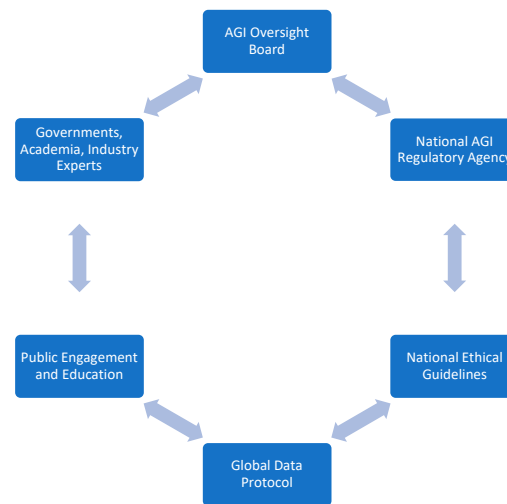 AGI Oversight
Board
Governments,
Academia, Industry
Experts
National AGI
Regulatory Agency
Public Engagement
and Education
National Ethical
Guidelines
Global Data
Protocol